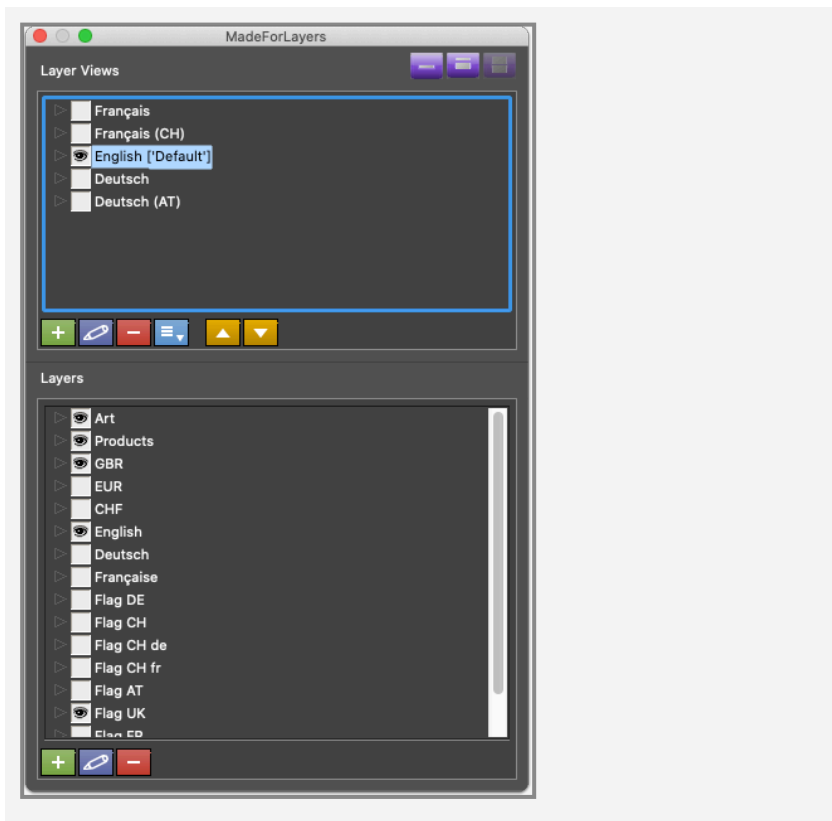 MadeForLayers
Layer Views
Français
Français (CH)
English ['Default']
Deutsch
Deutsch (AT)
Layers
Art
Products
GBR
EUR
CHF
English
Deutsch
Française
Flag DE
Flag CH
Flag CH de
Flag CH fr
Flag AT
Flag UK
Flag